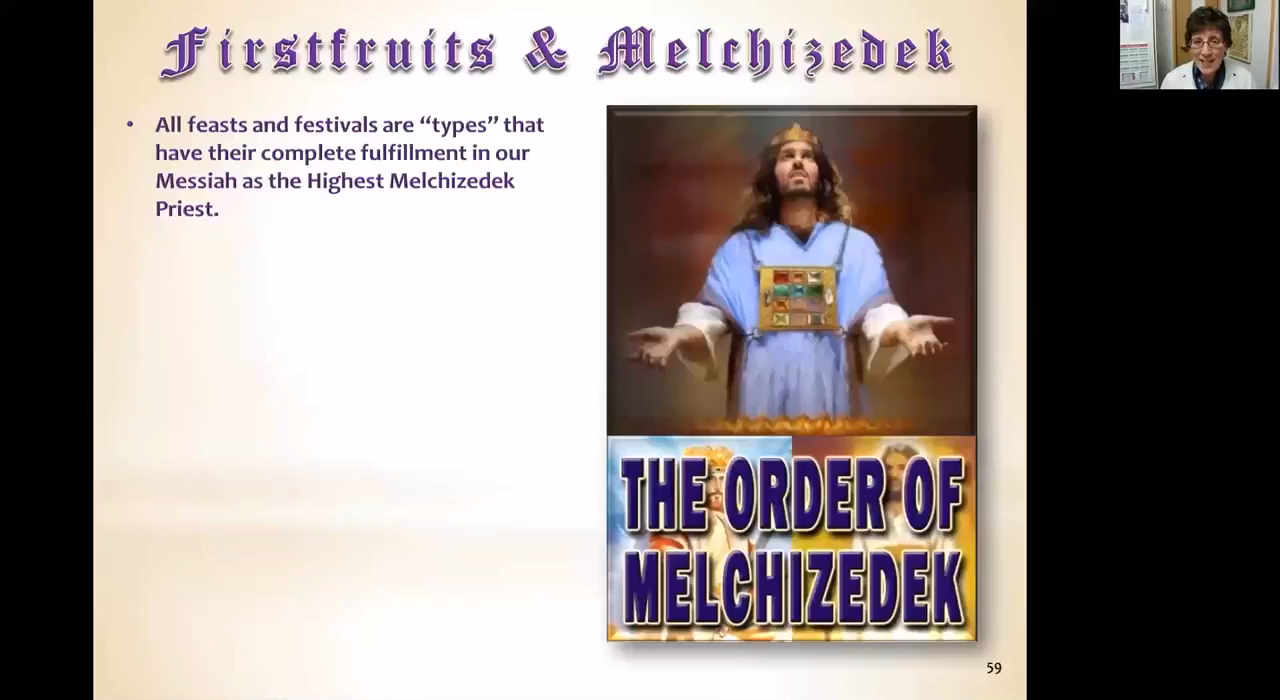 Firstfruits & Melchizedek
• All feasts and festivals are “types” that
have their complete fulfillment in our
Messiah as the Highest Melchizedek
Priest.
THE ORDER OF
MELCHIZEDEK
59